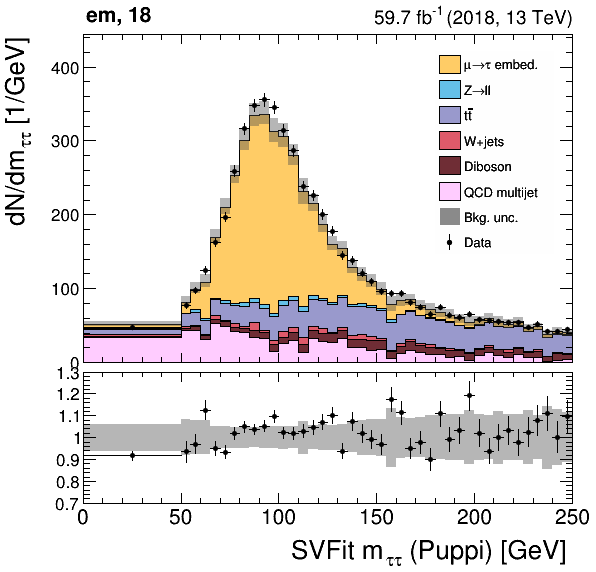 em, 18
59.7 fb⁻¹ (2018, 13 TeV)
dN/dm_ττ [1/GeV]
400
300
200
100
0
μ→τ embed.
Z→ll
tt̄
W+jets
Diboson
QCD multijet
Bkg. unc.
Data
1.3
1.2
1.1
1
0.9
0.8
0.7
0 50 100 150 200 250
SVFit m_ττ (Puppi) [GeV]